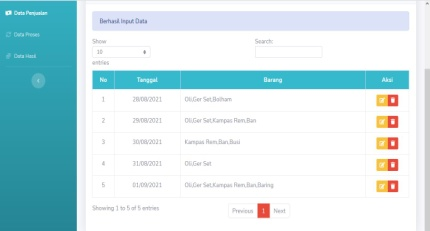 Data Penjualan
Data Proses
Data Hasil
Berhasil Input Data
Show
10
entries
Search:
No Tanggal Barang Aksi
1 28/08/2021 Oli,Ger Set,Bolham
2 29/08/2021 Oli,Ger Set,Kampas Rem,Ban
3 30/08/2021 Kampas Rem,Ban,Busi
4 31/08/2021 Oli,Ger Set
5 01/09/2021 Oli,Ger Set,Kampas Rem,Ban,Baring
Showing 1 to 5 of 5 entries
Previous 1 Next